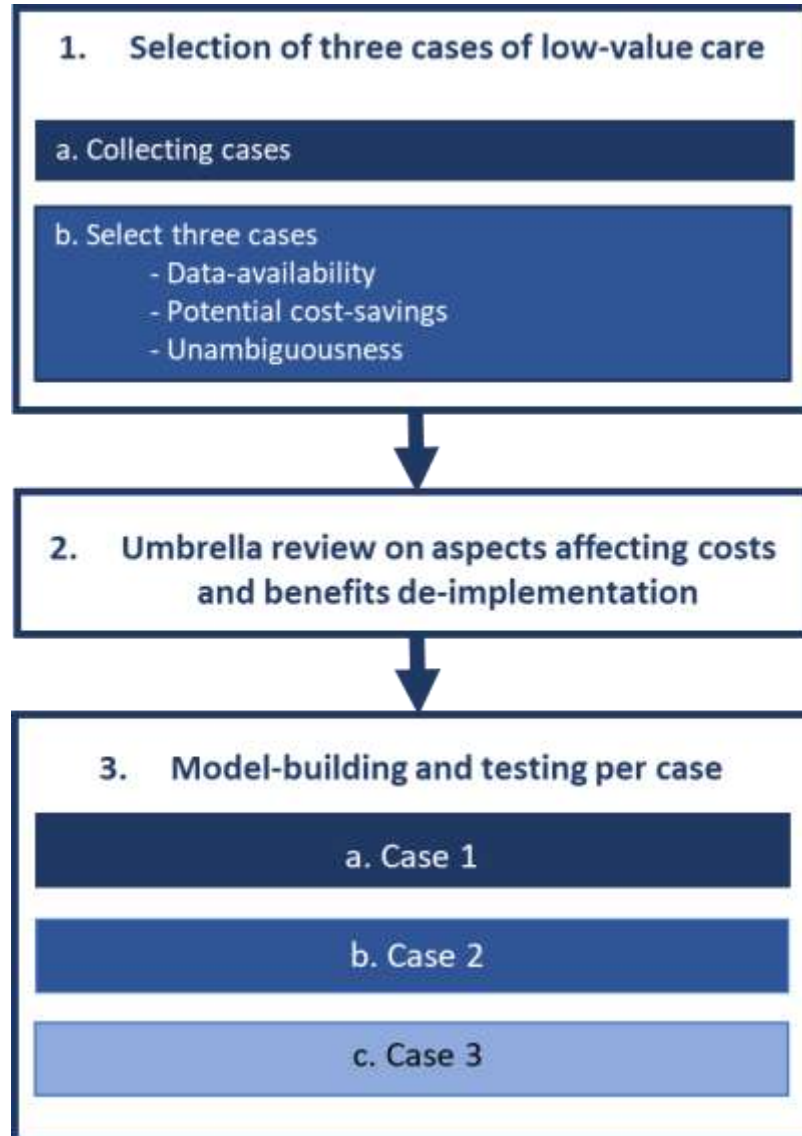 1. Selection of three cases of low-value care
a. Collecting cases
b. Select three cases
- Data-availability
- Potential cost-savings
- Unambiguousness
2. Umbrella review on aspects affecting costs
and benefits de-implementation
3. Model-building and testing per case
a. Case 1
b. Case 2
c. Case 3